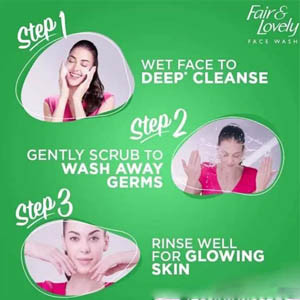 Fair & Lovely
FACE WASH
Step 1
WET FACE TO
DEEP* CLEANSE
Step 2
GENTLY SCRUB TO
WASH AWAY
GERMS
Step 3
RINSE WELL
FOR GLOWING
SKIN